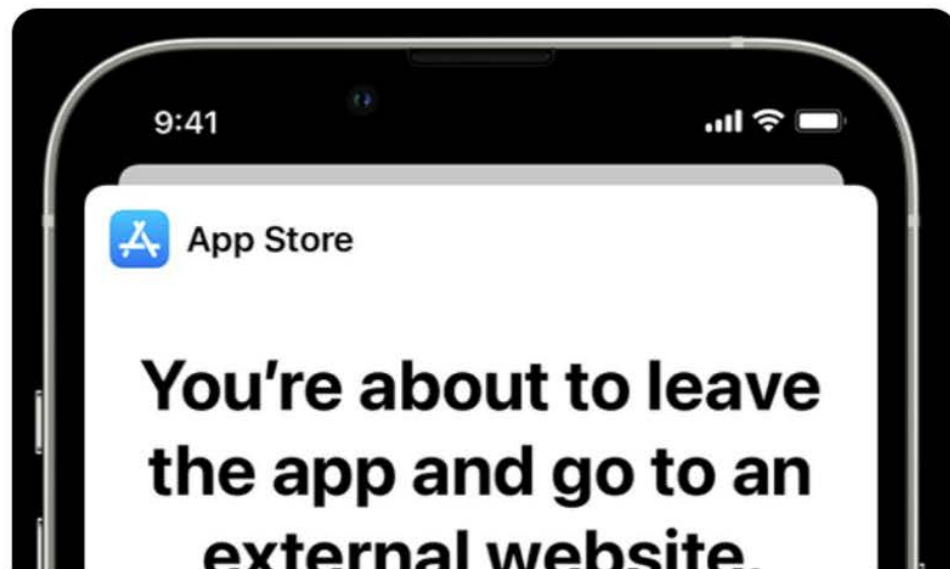 9:41
App Store
You’re about to leave
the app and go to an
external website.